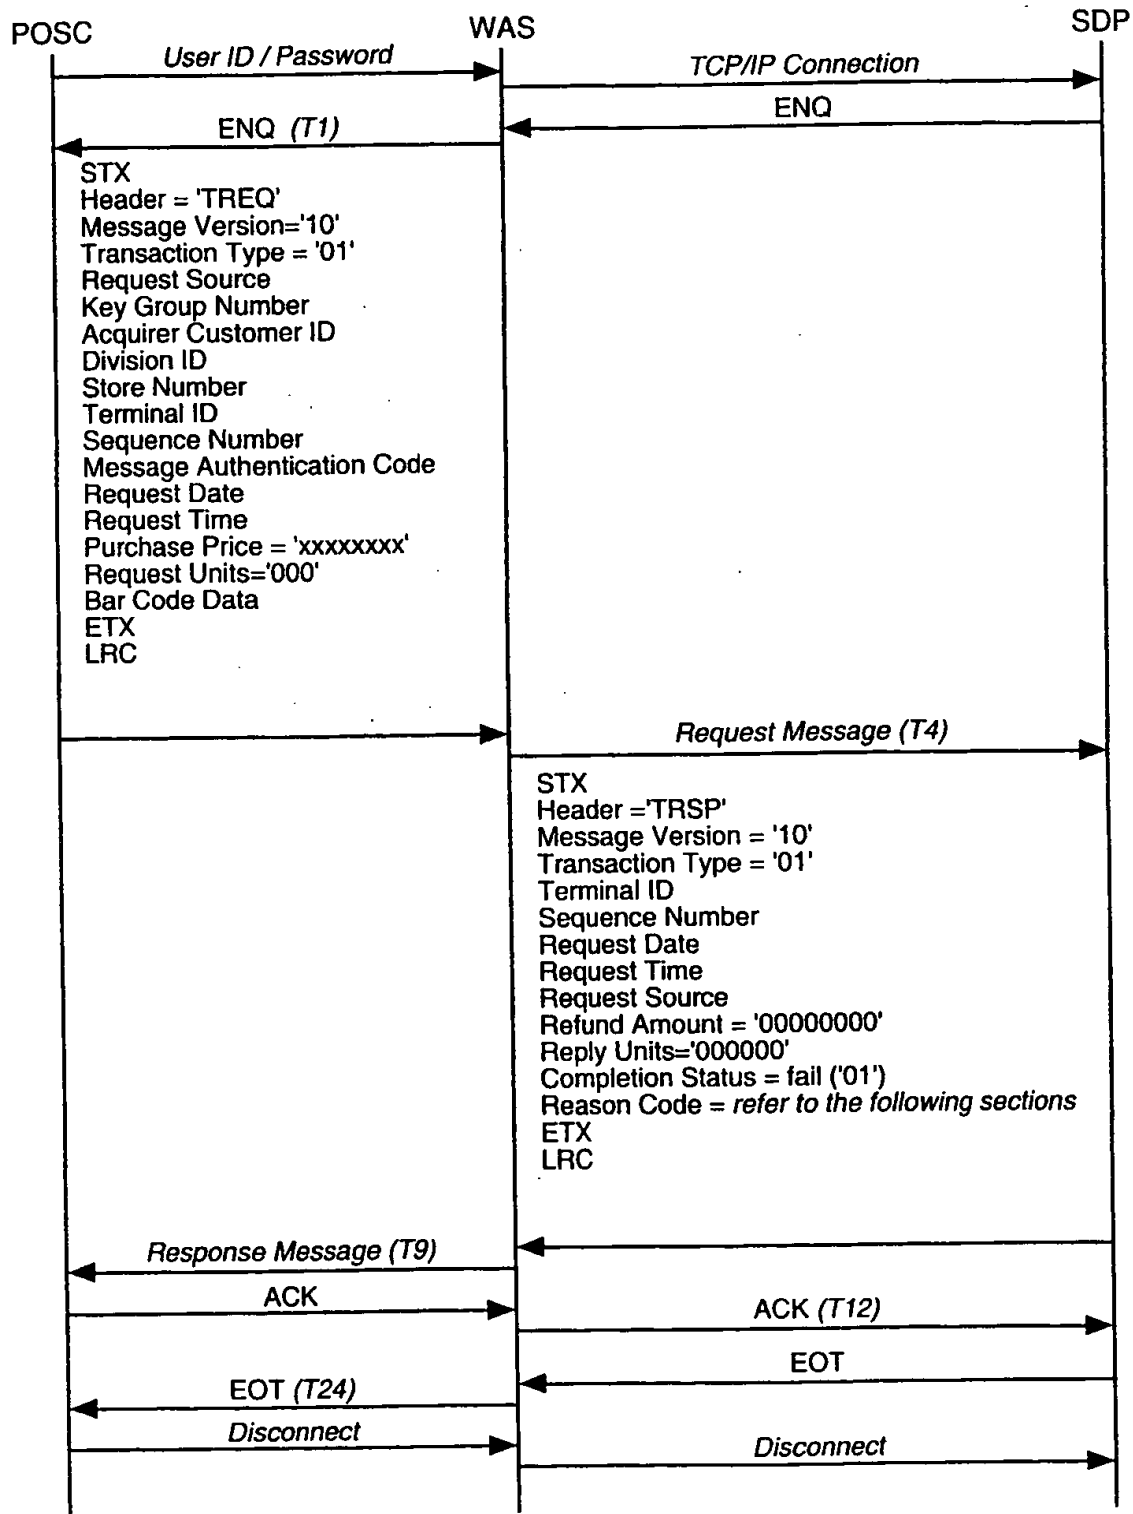 POSC
WAS
SDP
User ID / Password
TCP/IP Connection
ENQ
ENQ (T1)
STX
Header = 'TREQ'
Message Version='10'
Transaction Type = '01'
Request Source
Key Group Number
Acquirer Customer ID
Division ID
Store Number
Terminal ID
Sequence Number
Message Authentication Code
Request Date
Request Time
Purchase Price = 'xxxxxxxx'
Request Units='000'
Bar Code Data
ETX
LRC
Request Message (T4)
STX
Header ='TRSP'
Message Version = '10'
Transaction Type = '01'
Terminal ID
Sequence Number
Request Date
Request Time
Request Source
Refund Amount = '00000000'
Reply Units='000000'
Completion Status = fail ('01')
Reason Code = refer to the following sections
ETX
LRC
Response Message (T9)
ACK
ACK (T12)
EOT
EOT (T24)
Disconnect
Disconnect